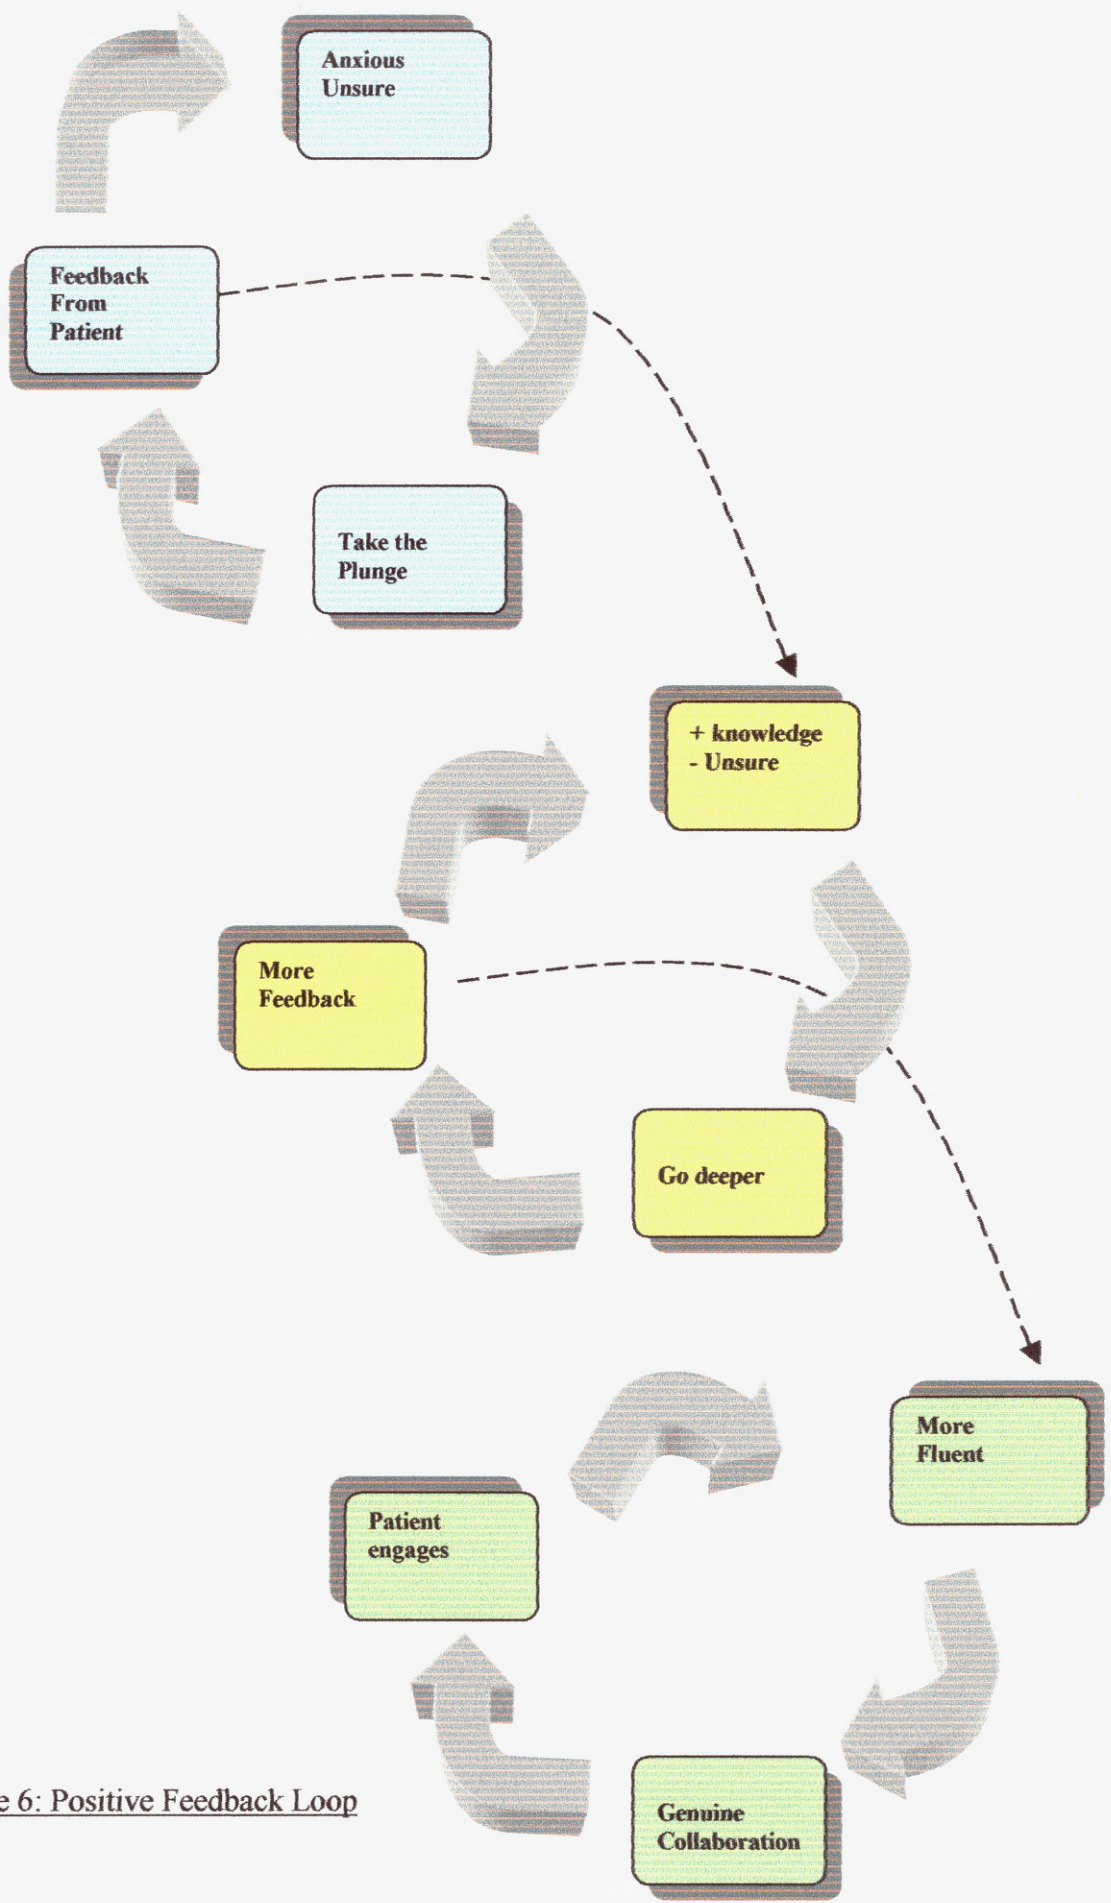 Anxious
Unsure
Feedback
From
Patient
Take the
Plunge
+ knowledge
- Unsure
More
Feedback
Go deeper
More
Fluent
Patient
engages
e 6: Positive Feedback Loop
Genuine
Collaboration